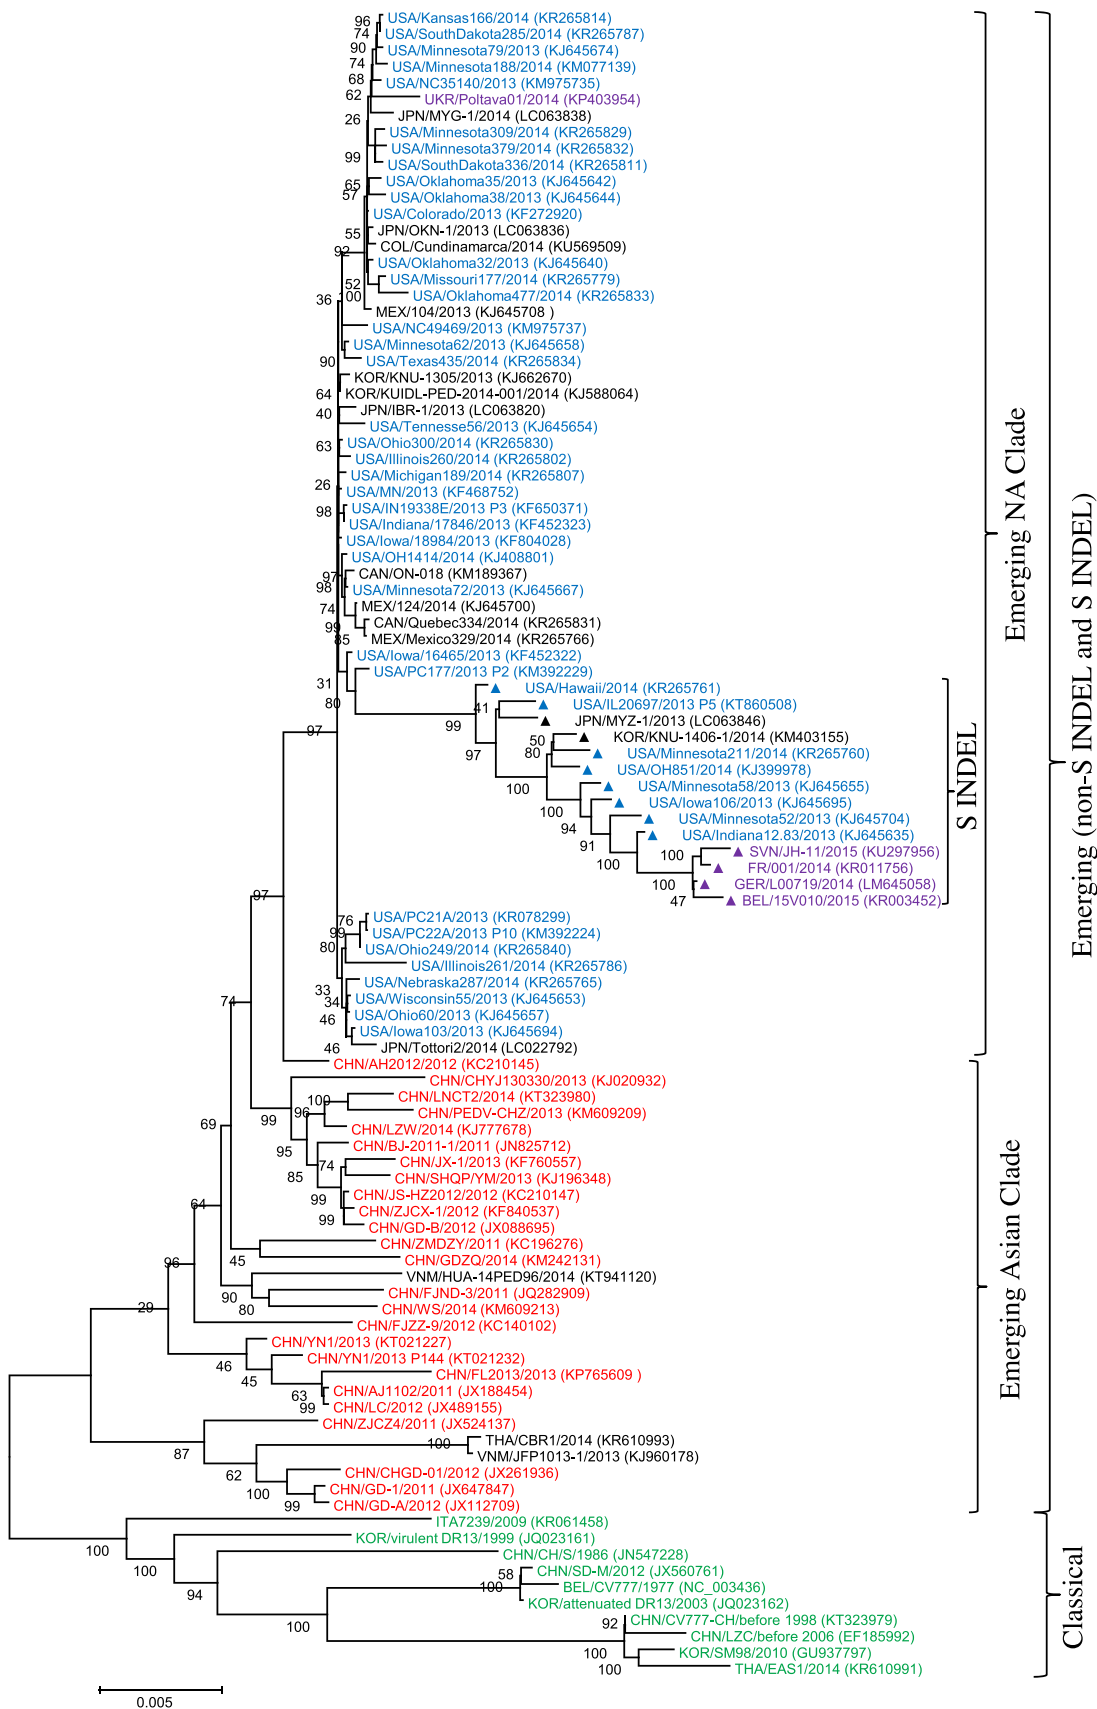 USA/Kansas166/2014 (KR265814)
USA/SouthDakota285/2014 (KR265787)
USA/Minnesota79/2013 (KJ645674)
USA/Minnesota188/2014 (KM077139)
USA/NC35140/2013 (KM975735)
UKR/Poltava01/2014 (KP403954)
JPN/MYG-1/2014 (LC063838)
USA/Minnesota309/2014 (KR265829)
USA/Minnesota379/2014 (KR265832)
USA/SouthDakota336/2014 (KR265811)
USA/Oklahoma35/2013 (KJ645642)
USA/Oklahoma38/2013 (KJ645644)
USA/Colorado/2013 (KF272920)
JPN/OKN-1/2013 (LC063836)
COL/Cundinamarca/2014 (KU569509)
USA/Oklahoma32/2013 (KJ645640)
USA/Missouri177/2014 (KR265779)
USA/Oklahoma477/2014 (KR265833)
MEX/104/2013 (KJ645708 )
USA/NC49469/2013 (KM975737)
USA/Minnesota62/2013 (KJ645658)
USA/Texas435/2014 (KR265834)
KOR/KNU-1305/2013 (KJ662670)
KOR/KUIDL-PED-2014-001/2014 (KJ588064)
JPN/IBR-1/2013 (LC063820)
USA/Tennesse56/2013 (KJ645654)
USA/Ohio300/2014 (KR265830)
USA/Illinois260/2014 (KR265802)
USA/Michigan189/2014 (KR265807)
USA/MN/2013 (KF468752)
USA/IN19338E/2013 P3 (KF650371)
USA/Indiana/17846/2013 (KF452323)
USA/Iowa/18984/2013 (KF804028)
USA/OH1414/2014 (KJ408801)
CAN/ON-018 (KM189367)
USA/Minnesota72/2013 (KJ645667)
MEX/124/2014 (KJ645700)
CAN/Quebec334/2014 (KR265831)
MEX/Mexico329/2014 (KR265766)
USA/Iowa/16465/2013 (KF452322)
USA/PC177/2013 P2 (KM392229)
USA/Hawaii/2014 (KR265761)
USA/IL20697/2013 P5 (KT860508)
JPN/MYZ-1/2013 (LC063846)
KOR/KNU-1406-1/2014 (KM403155)
USA/Minnesota211/2014 (KR265760)
USA/OH851/2014 (KJ399978)
USA/Minnesota58/2013 (KJ645655)
USA/Iowa106/2013 (KJ645695)
USA/Minnesota52/2013 (KJ645704)
USA/Indiana12.83/2013 (KJ645635)
SVN/JH-11/2015 (KU297956)
FR/001/2014 (KR011756)
GER/L00719/2014 (LM645058)
BEL/15V010/2015 (KR003452)
USA/PC21A/2013 (KR078299)
USA/PC22A/2013 P10 (KM392224)
USA/Ohio249/2014 (KR265840)
USA/Illinois261/2014 (KR265786)
USA/Nebraska287/2014 (KR265765)
USA/Wisconsin55/2013 (KJ645653)
USA/Ohio60/2013 (KJ645657)
USA/Iowa103/2013 (KJ645694)
JPN/Tottori2/2014 (LC022792)
CHN/AH2012/2012 (KC210145)
CHN/CHYJ130330/2013 (KJ020932)
CHN/LNCT2/2014 (KT323980)
CHN/PEDV-CHZ/2013 (KM609209)
CHN/LZW/2014 (KJ777678)
CHN/BJ-2011-1/2011 (JN825712)
CHN/JX-1/2013 (KF760557)
CHN/SHQP/YM/2013 (KJ196348)
CHN/JS-HZ2012/2012 (KC210147)
CHN/ZJCX-1/2012 (KF840537)
CHN/GD-B/2012 (JX088695)
CHN/ZMDZY/2011 (KC196276)
CHN/GDZQ/2014 (KM242131)
VNM/HUA-14PED96/2014 (KT941120)
CHN/FJND-3/2011 (JQ282909)
CHN/WS/2014 (KM609213)
CHN/FJZZ-9/2012 (KC140102)
CHN/YN1/2013 (KT021227)
CHN/YN1/2013 P144 (KT021232)
CHN/FL2013/2013 (KP765609 )
CHN/AJ1102/2011 (JX188454)
CHN/LC/2012 (JX489155)
CHN/ZJCZ4/2011 (JX524137)
THA/CBR1/2014 (KR610993)
VNM/JFP1013-1/2013 (KJ960178)
CHN/CHGD-01/2012 (JX261936)
CHN/GD-1/2011 (JX647847)
CHN/GD-A/2012 (JX112709)
ITA7239/2009 (KR061458)
KOR/virulent DR13/1999 (JQ023161)
CHN/CH/S/1986 (JN547228)
CHN/SD-M/2012 (JX560761)
BEL/CV777/1977 (NC_003436)
KOR/attenuated DR13/2003 (JQ023162)
CHN/CV777-CH/before 1998 (KT323979)
CHN/LZC/before 2006 (EF185992)
KOR/SM98/2010 (GU937797)
THA/EAS1/2014 (KR610991)
96
74
90
74
68
62
26
99
65
57
55
92
52
100
36
90
64
40
63
26
98
97
98
74
99
85
31
80
97
99
41
97
50
80
100
94
91
100
100
100
47
97
76
99
80
33
34
46
46
74
99
100
96
95
85
74
99
99
69
64
45
96
90
80
29
46
45
63
99
87
100
62
100
99
100
100
94
58
100
100
92
100
100
0.005
S INDEL
Emerging NA Clade
Emerging Asian Clade
Emerging (non-S INDEL and S INDEL)
Classical